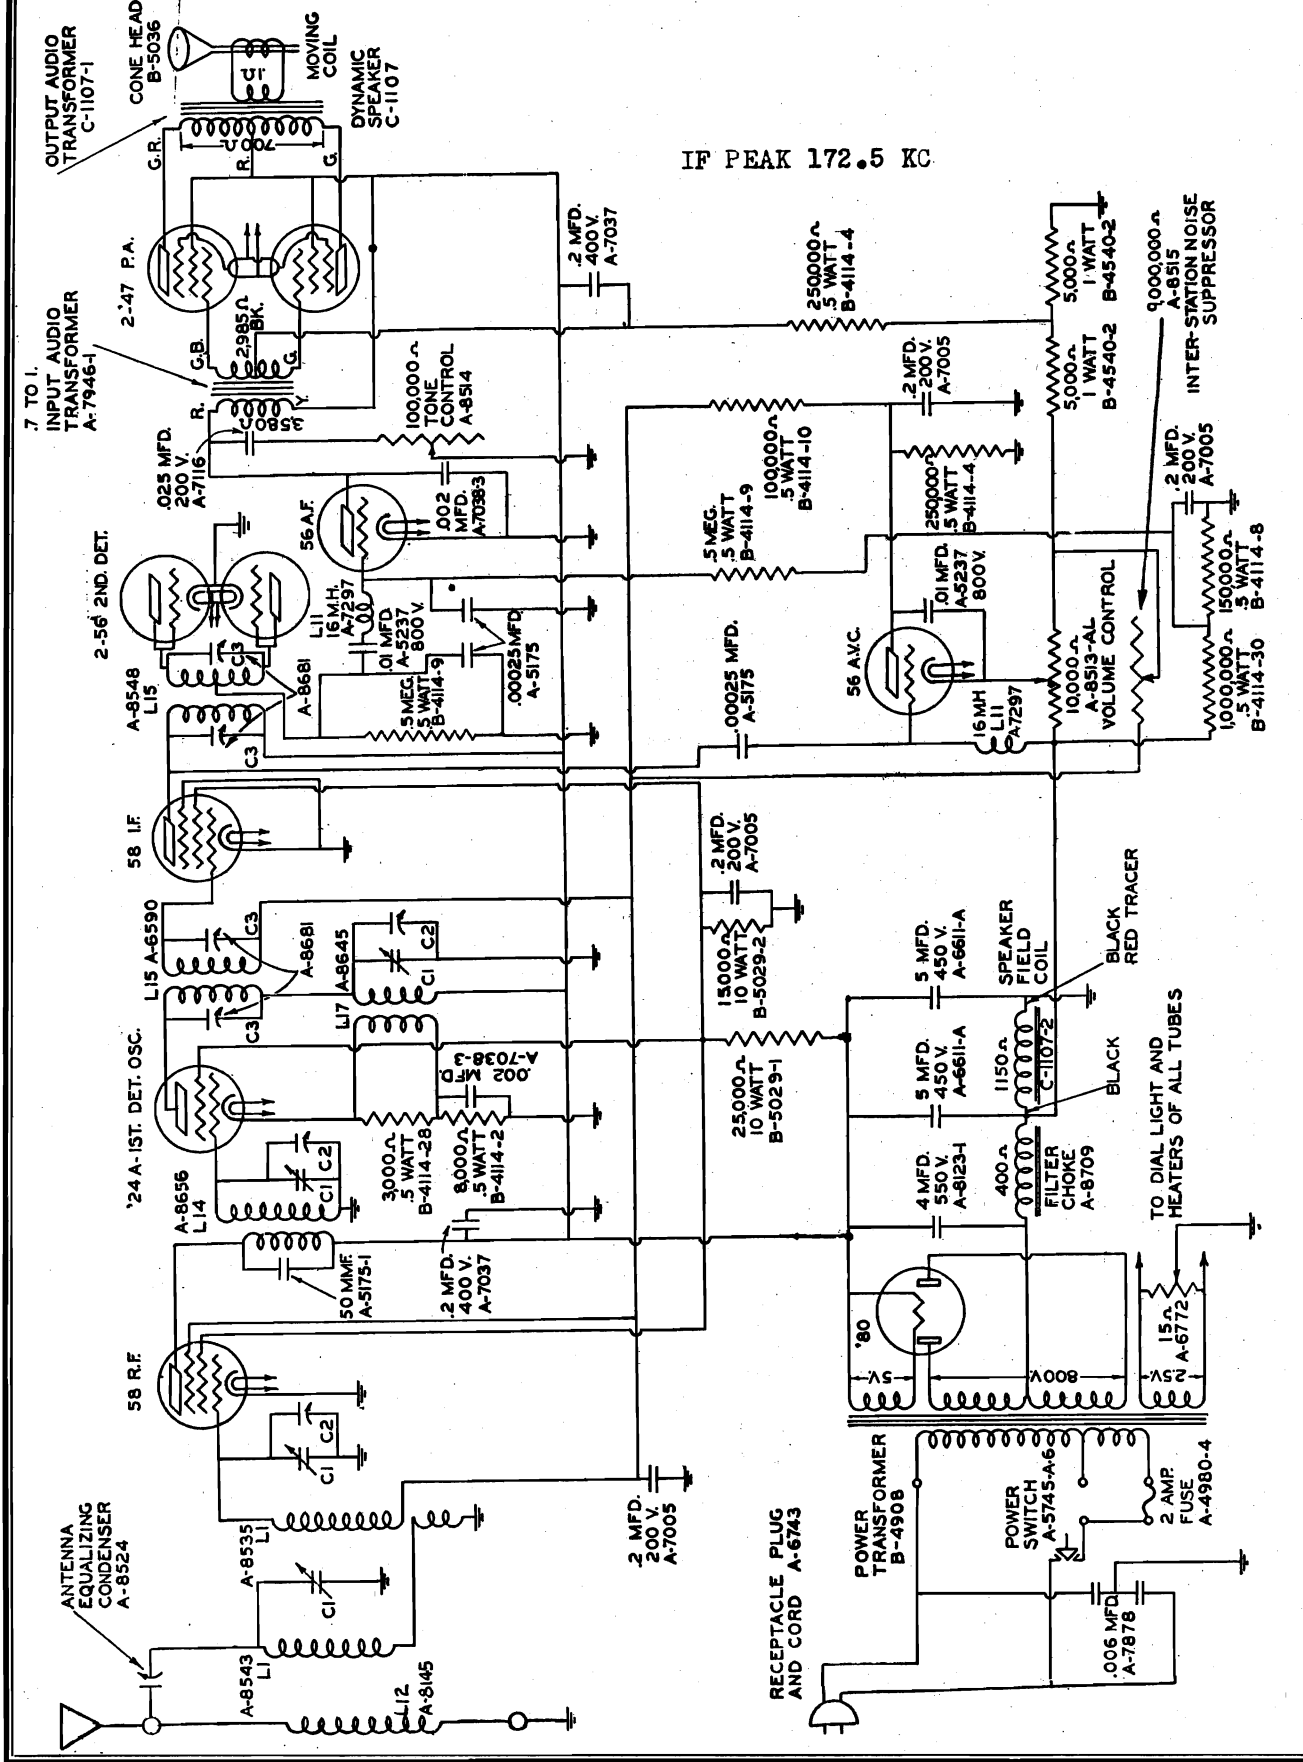 ANTENNA
EQUALIZING
CONDENSER
A-8524
A-8543
L1
A-8535
L1
L12
A-8145
C1
58 R.F.
C1
C2
50 MMF.
A-5175-1
A-8656
L14
C1
C2
.2 MFD.
400 V.
A-7037
.2 MFD.
200 V.
A-7005
'24A-1ST. DET. OSC.
3,000Ω
.5 WATT
B-4114-28
8,000Ω
.5 WATT
B-4114-2
.002 MFD.
A-7038-3
L15 A-6590
C3
C3
A-8681
L17
A-8645
C1
C2
58 I.F.
A-8548
L15
C3
C3
A-8681
2-56 2ND. DET.
.5 MEG.
.5 WATT
B-4114-9
.01 MFD.
A-5237
800 V.
L11
16 M.H.
A-7297
.00025 MFD.
A-5175
56 A.F.
.002
MFD.
A-7038-3
.025 MFD.
200 V.
A-7116
100,000Ω
TONE
CONTROL
A-8514
.7 TO 1.
INPUT AUDIO
TRANSFORMER
A-7946-1
R.
3580Ω
Y.
G.B.
2,985Ω
BK.
G.
2-'47 P.A.
OUTPUT AUDIO
TRANSFORMER
C-1107-1
G.R.
R.
700Ω
G.
CONE HEAD
B-5036
1Ω
MOVING
COIL
DYNAMIC
SPEAKER
C-1107
IF PEAK 172.5 KC
.2 MFD.
400 V.
A-7037
250,000Ω
.5 WATT
B-4114-4
.5 MEG.
.5 WATT
B-4114-9
100,000Ω
.5 WATT
B-4114-10
.2 MFD.
200 V.
A-7005
250,000Ω
.5 WATT
B-4114-4
5,000Ω
1 WATT
B-4540-2
5,000Ω
1 WATT
B-4540-2
INTER-STATION NOISE
SUPPRESSOR
A-8515
.00025 MFD.
A-5175
56 A.V.C.
.01 MFD.
A-5237
800V.
16 MH
L11
A-7297
10,000Ω
A-8513-AL
VOLUME CONTROL
.2 MFD.
200 V.
A-7005
1,000,000Ω
.5 WATT
B-4114-30
150,000Ω
.5 WATT
B-4114-8
15,000Ω
10 WATT
B-5029-2
.2 MFD.
200 V.
A-7005
25,000Ω
10 WATT
B-5029-1
4 MFD.
550 V.
A-8123-1
5 MFD.
450 V.
A-6611-A
5 MFD.
450 V.
A-6611-A
400Ω
FILTER
CHOKE
A-8709
1150Ω
C-1107-2
SPEAKER
FIELD
COIL
BLACK
BLACK
RED TRACER
'80
5V.
800V.
2.5V.
15Ω
A-6772
TO DIAL LIGHT AND
HEATERS OF ALL TUBES
RECEPTACLE PLUG
AND CORD A-6743
POWER
TRANSFORMER
B-4908
POWER
SWITCH
A-5745-A-6
2 AMP.
FUSE
A-4980-4
.006 MFD.
A-7878